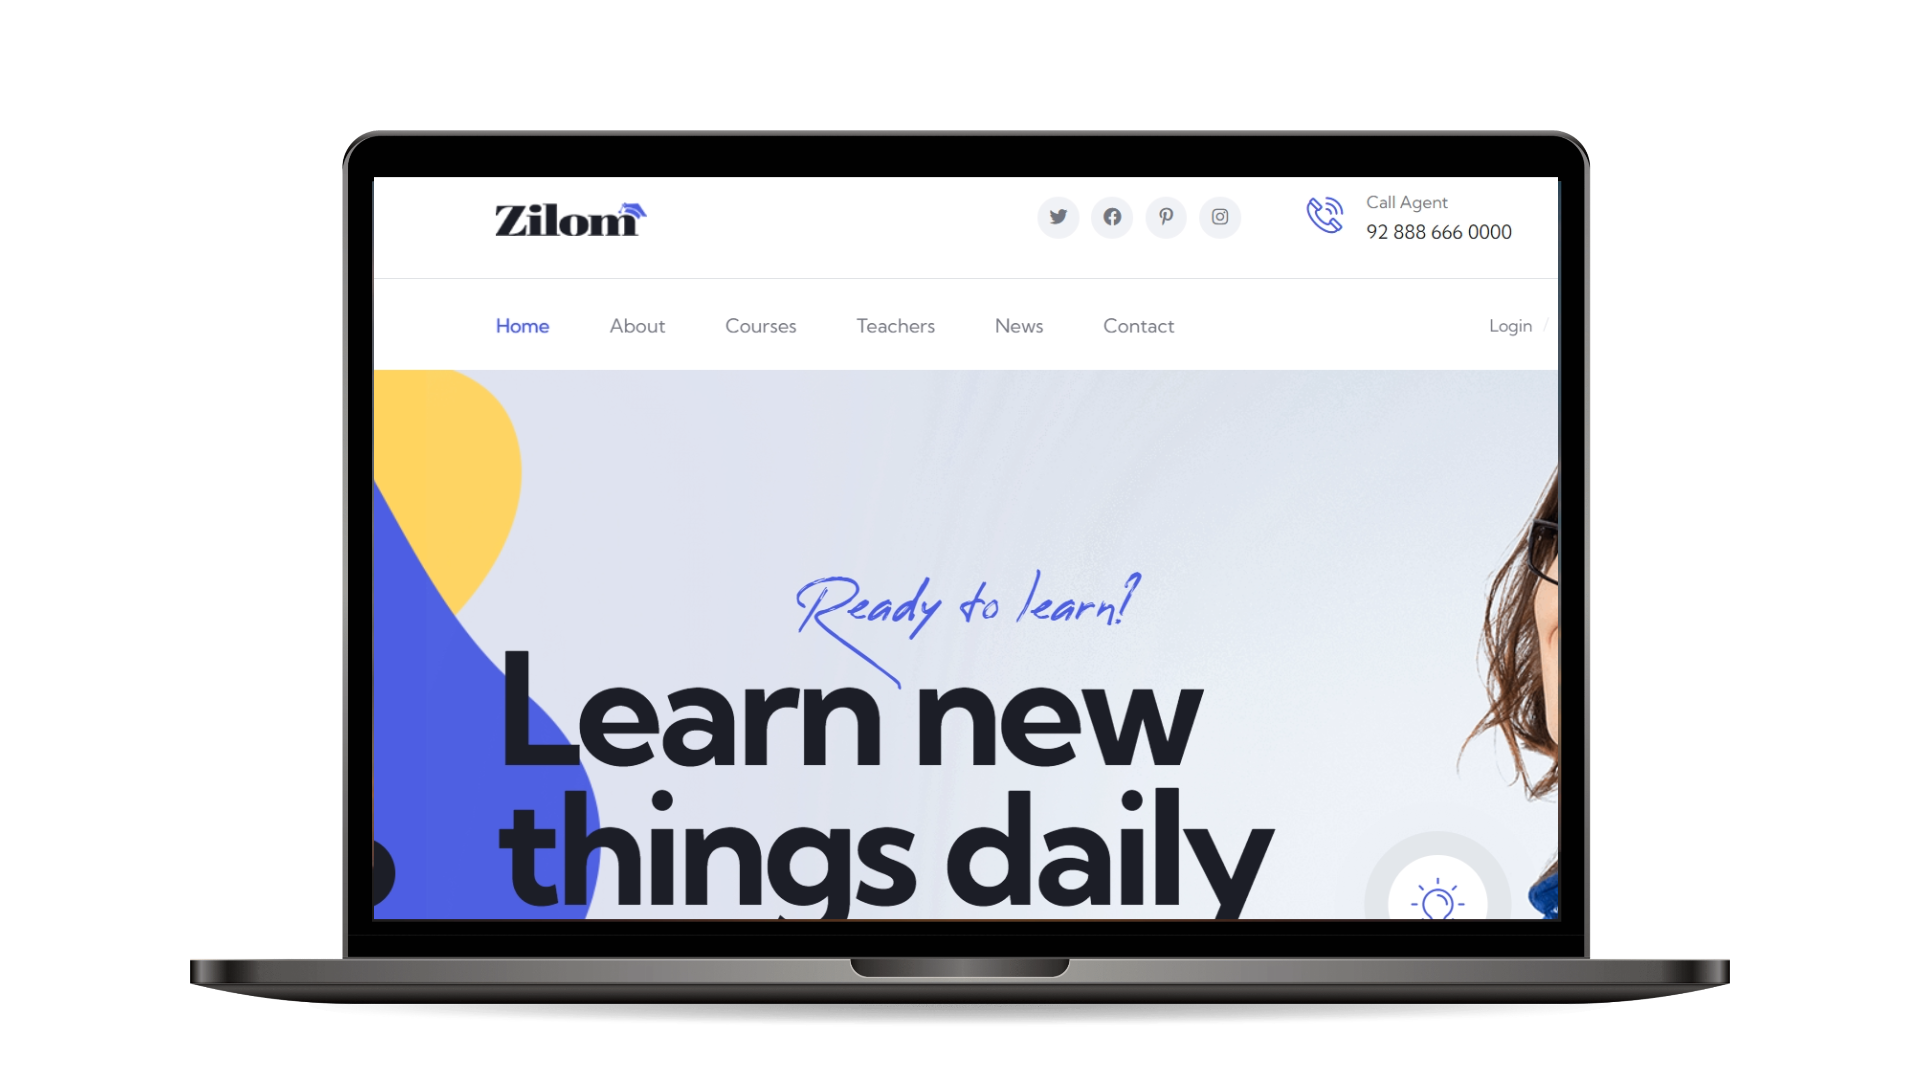 Zilom
Call Agent
92 888 666 0000
Home About Courses Teachers News Contact Login /
Ready to learn?
Learn new
things daily